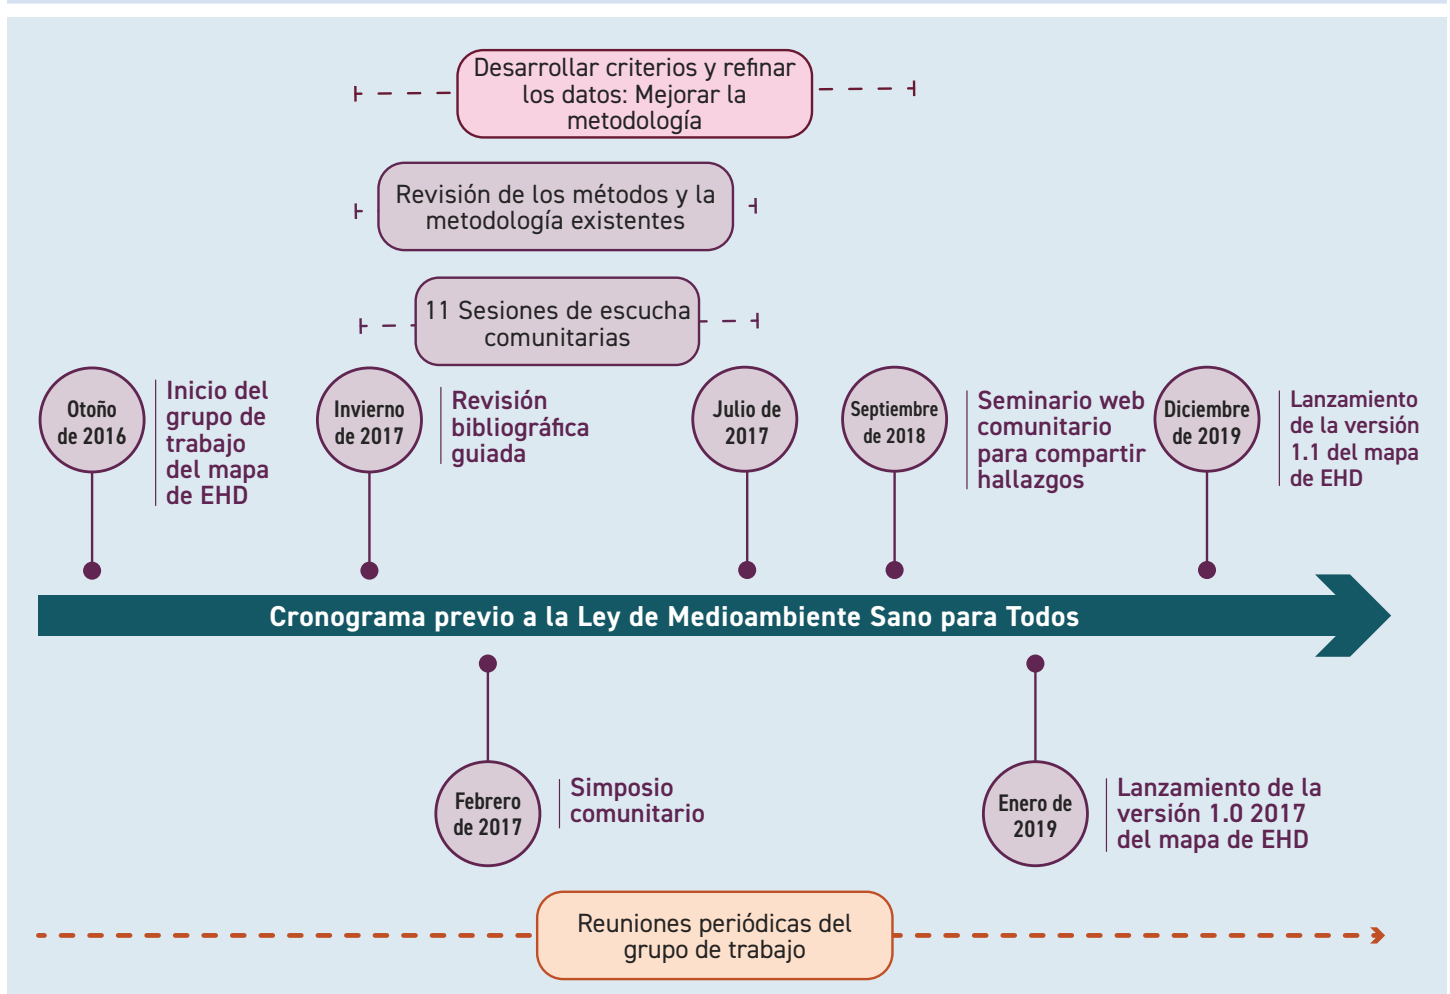 Desarrollar criterios y refinar
los datos: Mejorar la
metodología
Revisión de los métodos y la
metodología existentes
11 Sesiones de escucha
comunitarias
Otoño
de 2016
Inicio del
grupo de
trabajo
del mapa
de EHD
Invierno
de 2017
Revisión
bibliográfica
guiada
Julio de
2017
Septiembre
de 2018
Seminario web
comunitario
para compartir
hallazgos
Diciembre
de 2019
Lanzamiento
de la versión
1.1 del mapa
de EHD
Cronograma previo a la Ley de Medioambiente Sano para Todos
Febrero
de 2017
Simposio
comunitario
Enero de
2019
Lanzamiento de la
versión 1.0 2017
del mapa de EHD
Reuniones periódicas del
grupo de trabajo